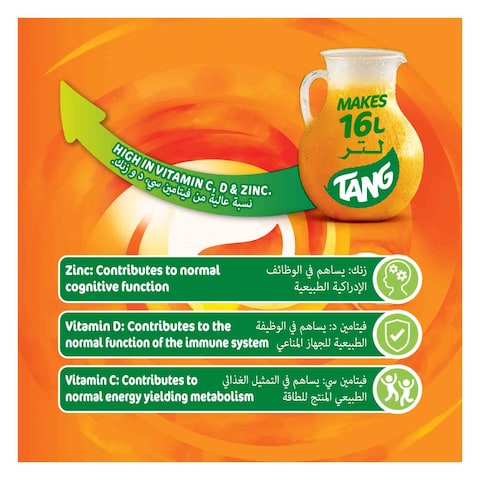 MAKES
16L
لتر
TANG
HIGH IN VITAMIN C, D & ZINC.
نسبة عالية من فيتامين سي، د و زنك.
Zinc: Contributes to normal
cognitive function
زنك: يساهم في الوظائف
الإدراكية الطبيعية
Vitamin D: Contributes to the
normal function of the immune system
فيتامين د: يساهم في الوظيفة
الطبيعية للجهاز المناعي
Vitamin C: Contributes to
normal energy yielding metabolism
فيتامين سي: يساهم في التمثيل الغذائي
الطبيعي المنتج للطاقة